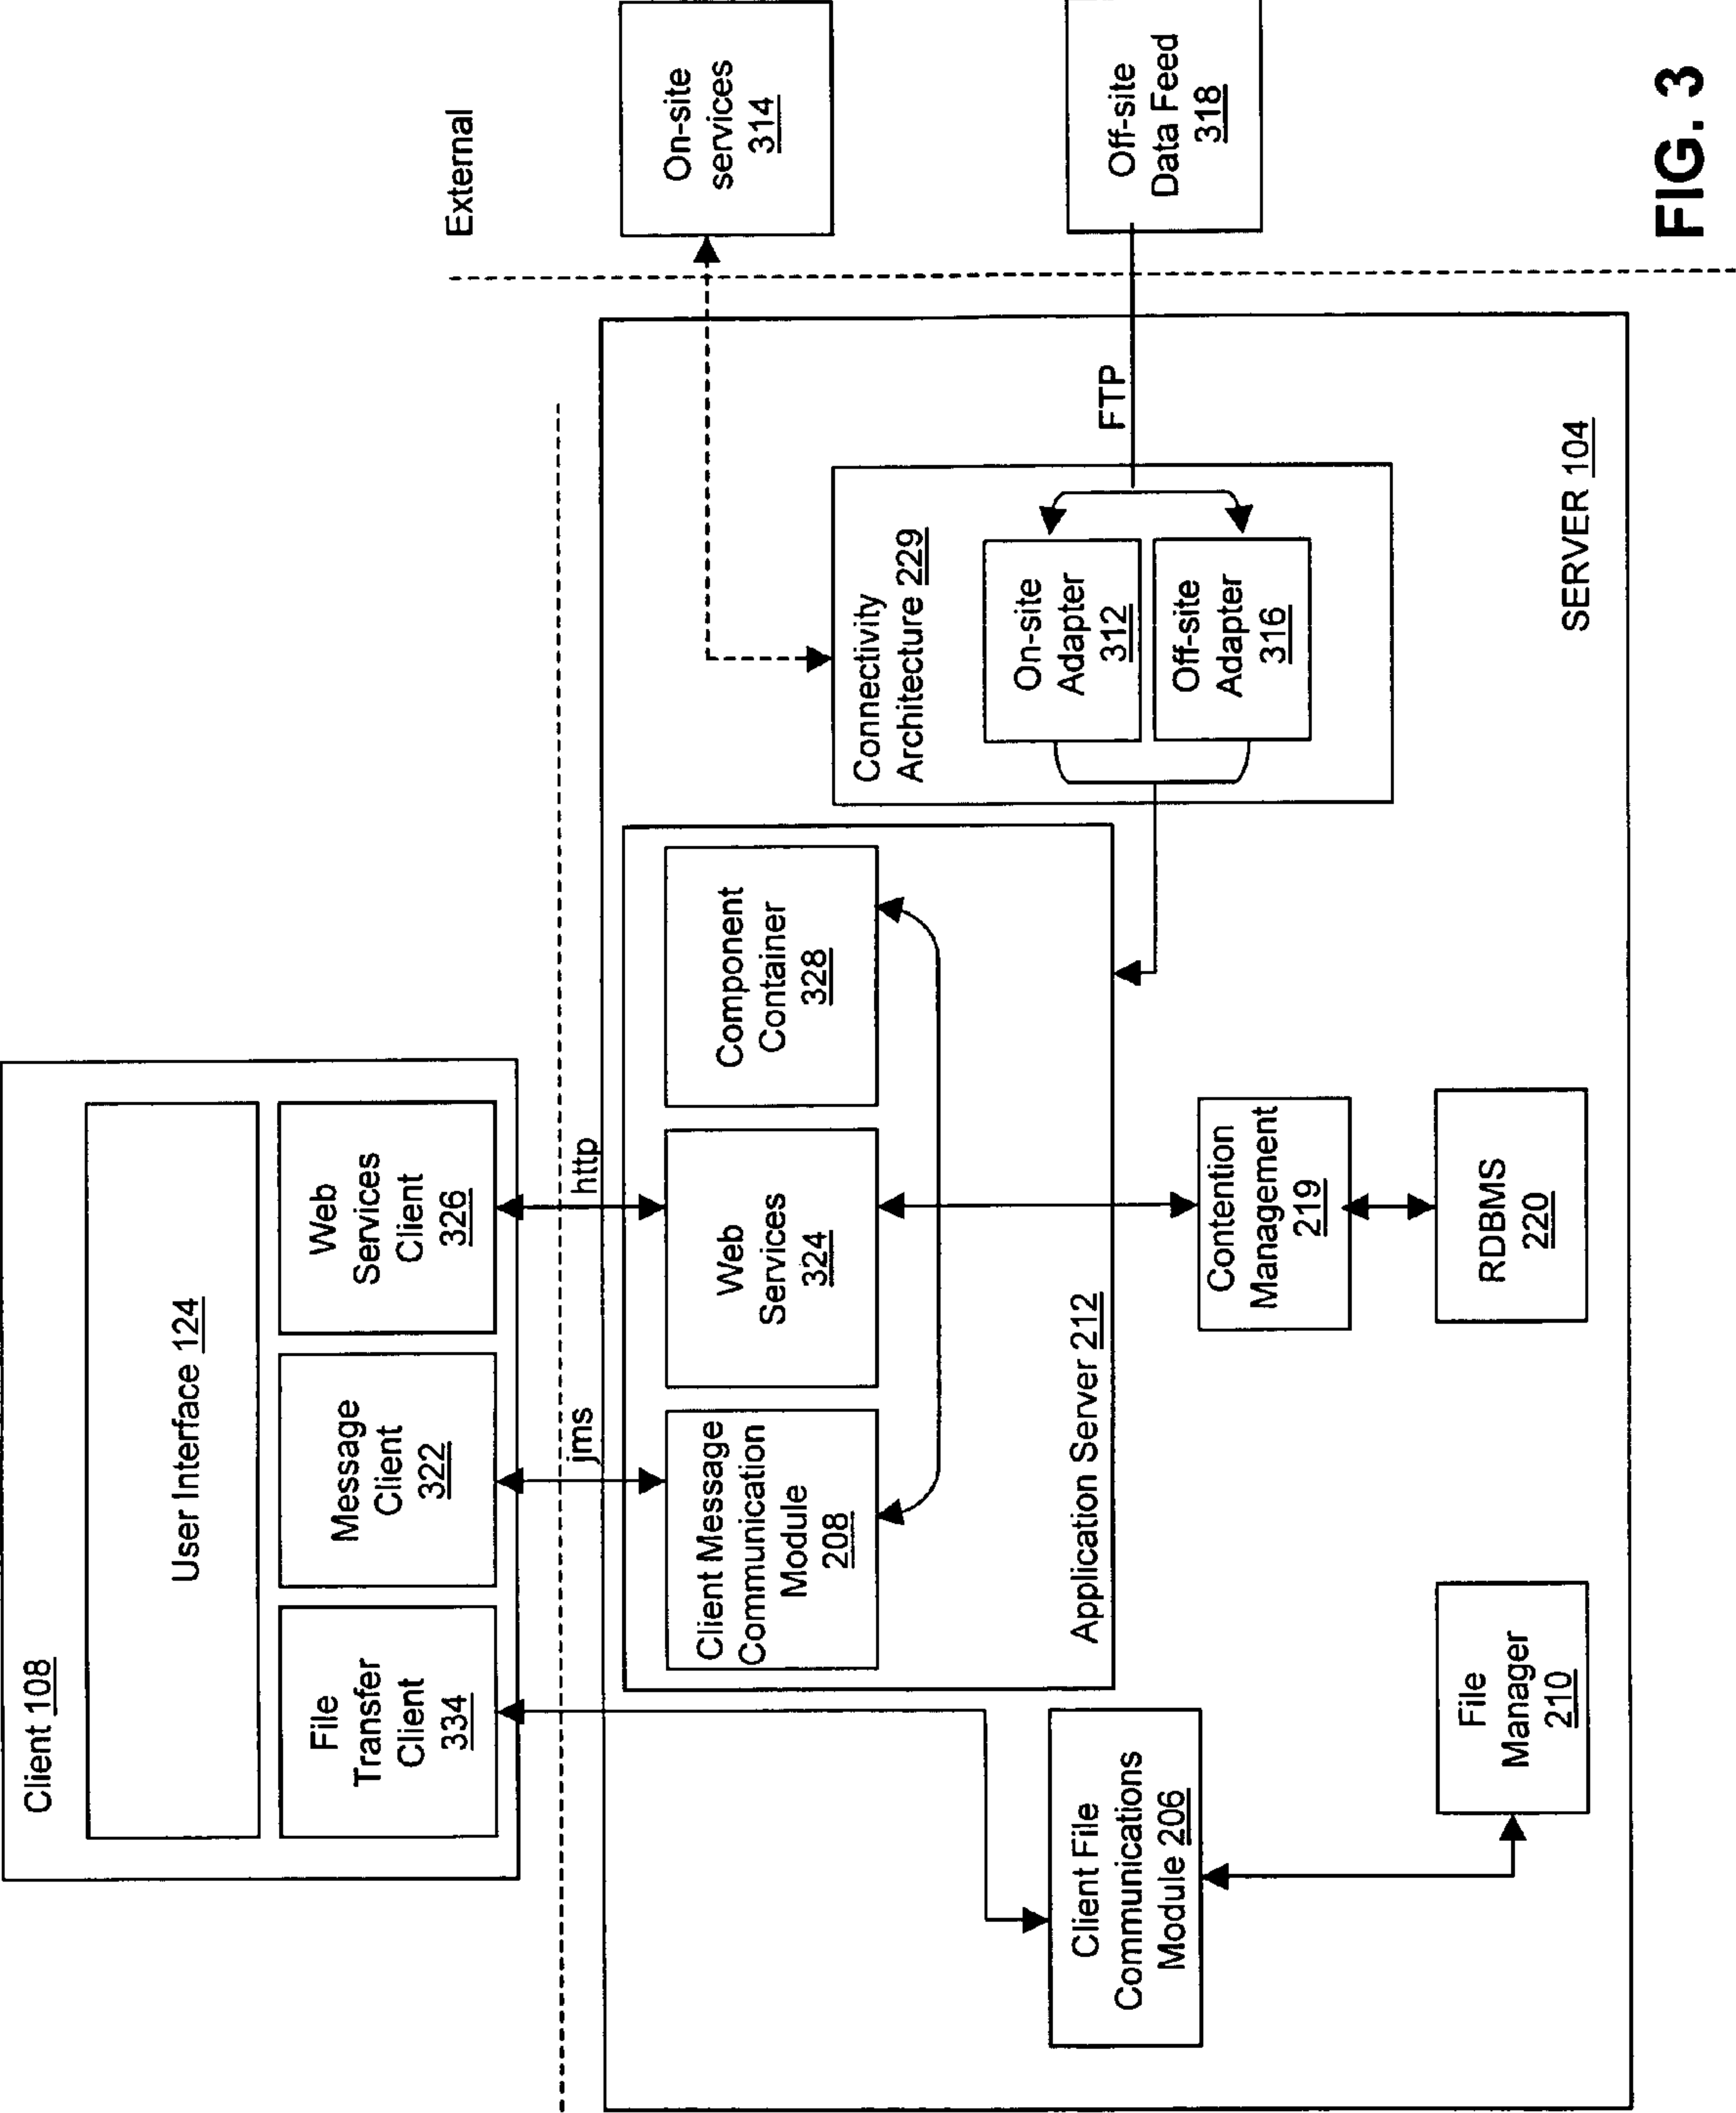 Client 108
User Interface 124
File
Transfer
Client
334
Message
Client
322
Web
Services
Client
326
External
jms
http
On-site
services
314
Client Message
Communication
Module
208
Web
Services
324
Component
Container
328
Application Server 212
Connectivity
Architecture 229
On-site
Adapter
312
Off-site
Adapter
316
FTP
Off-site
Data Feed
318
Client File
Communications
Module 206
Contention
Management
219
File
Manager
210
RDBMS
220
SERVER 104
FIG. 3